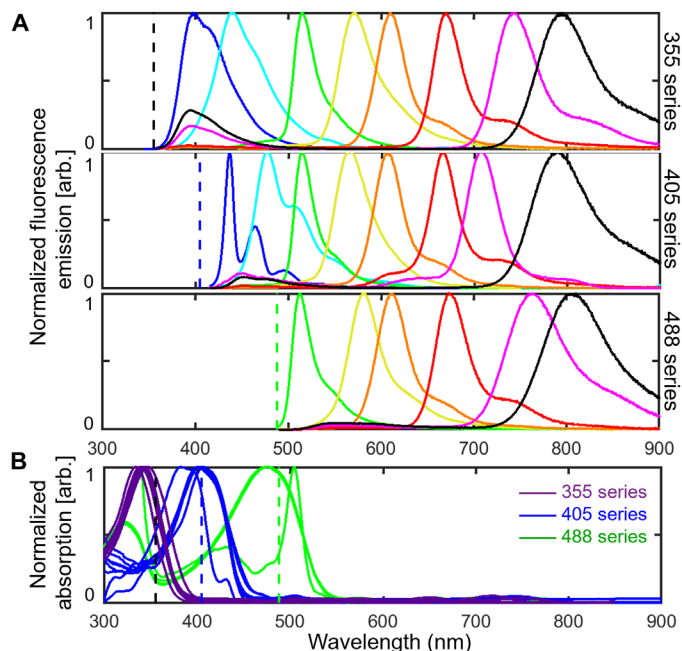 A
Normalized fluorescence
emission [arb.]
1
0
355 series
1
0
405 series
1
0
488 series
300 400 500 600 700 800 900
B
Normalized
absorption [arb.]
1
0
355 series
405 series
488 series
300 400 500 600 700 800 900
Wavelength (nm)